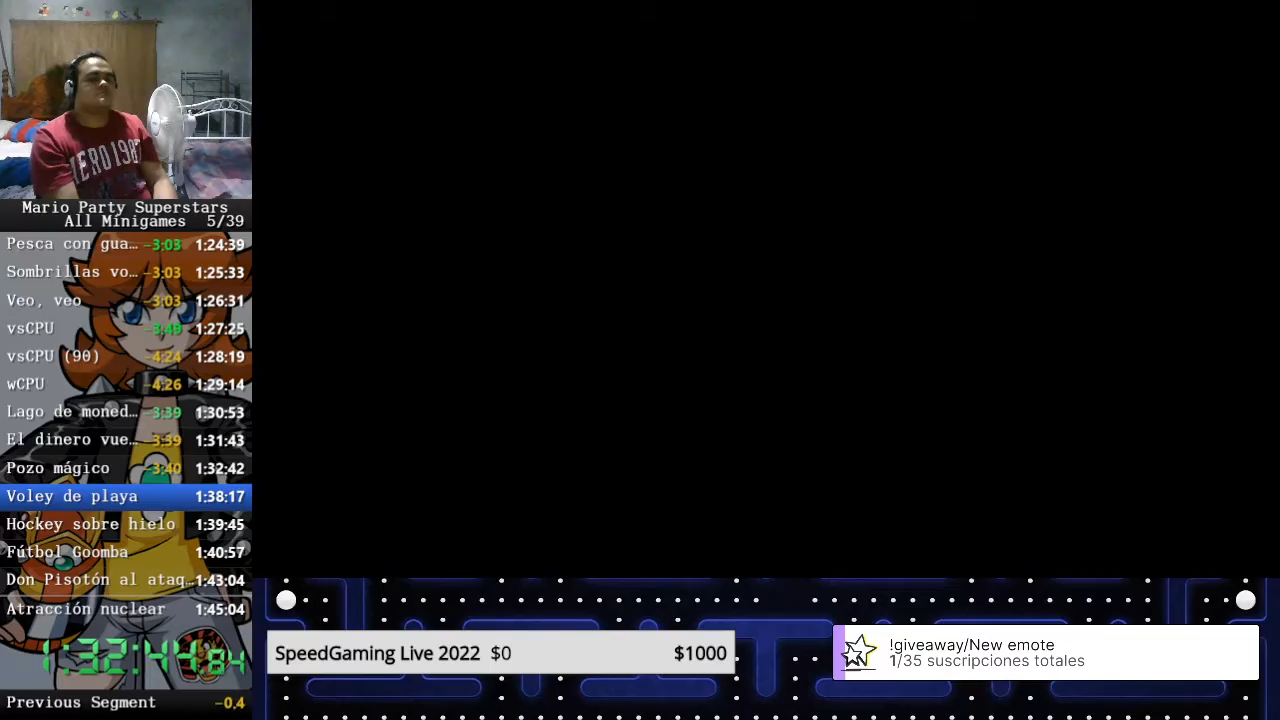 HERO 1987
Mario Party Superstars
All Minigames 5/39
Pesca con gua… -3:03 1:24:39
Sombrillas vo… -3:03 1:25:33
Veo, veo -3:03 1:26:31
vsCPU -3:49 1:27:25
vsCPU (90) -4:24 1:28:19
wCPU -4:26 1:29:14
Lago de moned… -3:39 1:30:53
El dinero vue… -3:39 1:31:43
Pozo mágico -3:40 1:32:42
Voley de playa 1:38:17
Hockey sobre hielo 1:39:45
Fútbol Goomba 1:40:57
Don Pisotón al ataq… 1:43:04
Atracción nuclear 1:45:04
1:32:44.84
Previous Segment -0.4
SpeedGaming Live 2022 $0 $1000
!giveaway/New emote
1/35 suscripciones totales